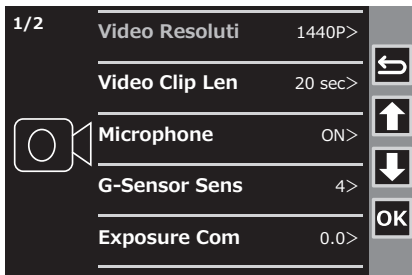 1/2
Video Resoluti 1440P>
Video Clip Len 20 sec>
Microphone ON>
G-Sensor Sens 4>
Exposure Com 0.0>
OK